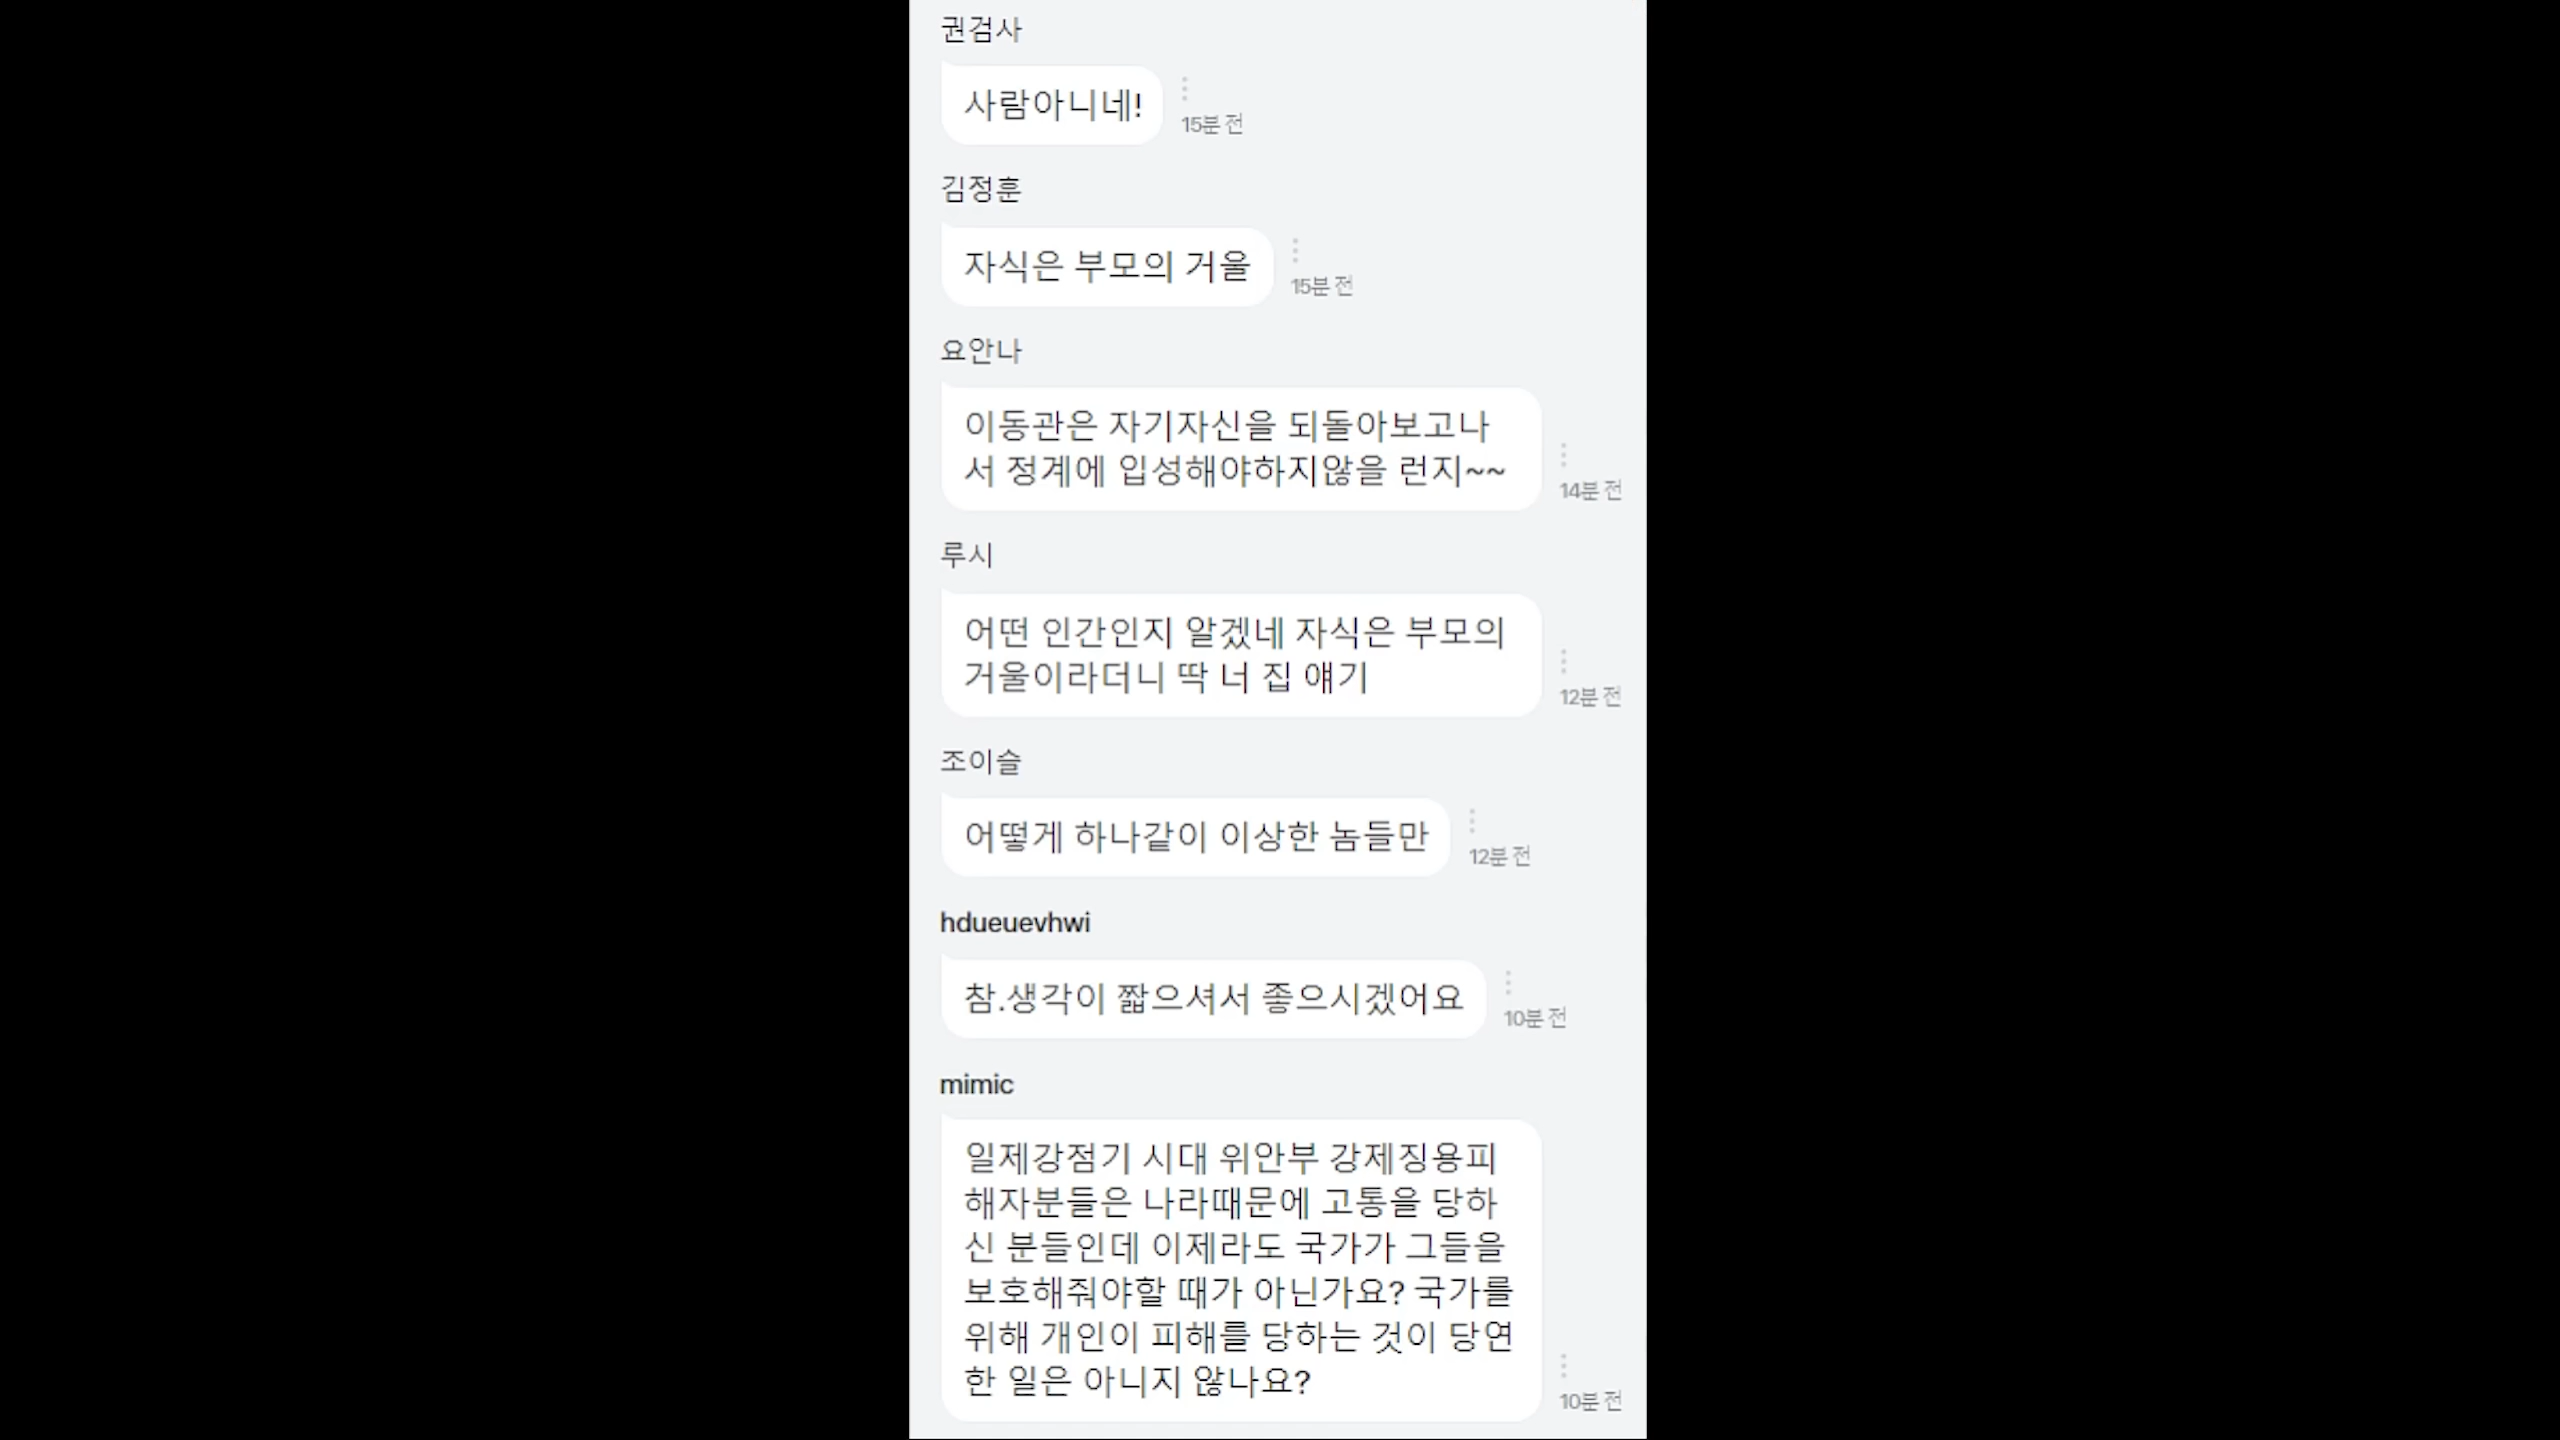 권검사
사람아니네!
15분 전
김정훈
자식은 부모의 거울
15분 전
요안나
이동관은 자기자신을 되돌아보고나
서 정계에 입성해야하지않을 런지~~
14분 전
루시
어떤 인간인지 알겠네 자식은 부모의
거울이라더니 딱 너 집 얘기
12분 전
조이슬
어떻게 하나같이 이상한 놈들만
12분 전
hdueuevhwi
참.생각이 짧으셔서 좋으시겠어요
10분 전
mimic
일제강점기 시대 위안부 강제징용피
해자분들은 나라때문에 고통을 당하
신 분들인데 이제라도 국가가 그들을
보호해줘야할 때가 아닌가요? 국가를
위해 개인이 피해를 당하는 것이 당연
한 일은 아니지 않나요?
10분 전